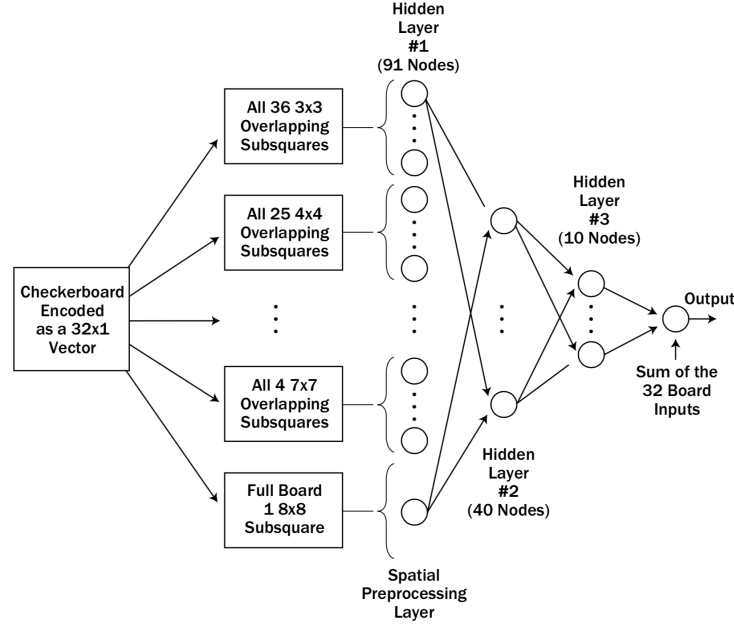 Hidden
Layer
#1
(91 Nodes)
All 36 3x3
Overlapping
Subsquares
All 25 4x4
Overlapping
Subsquares
Hidden
Layer
#3
(10 Nodes)
Checkerboard
Encoded
as a 32x1
Vector
Output
Sum of the
32 Board
Inputs
All 4 7x7
Overlapping
Subsquares
Hidden
Layer
#2
(40 Nodes)
Full Board
1 8x8
Subsquare
Spatial
Preprocessing
Layer